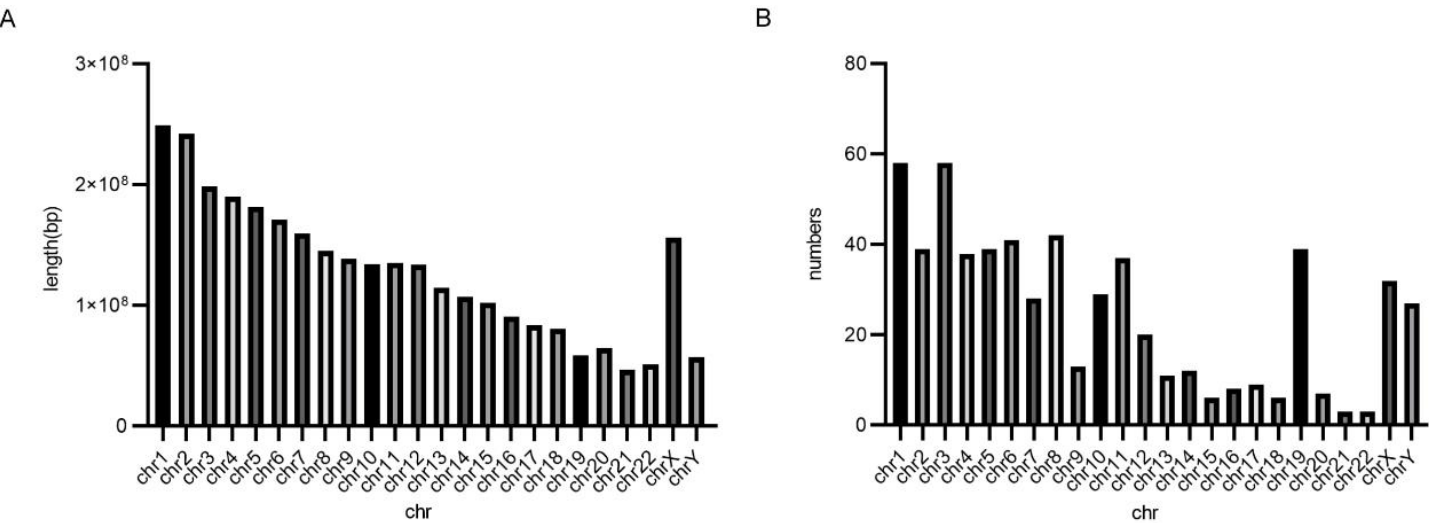 A
3×10⁸
2×10⁸
1×10⁸
0
length(bp)
chr1
chr2
chr3
chr4
chr5
chr6
chr7
chr8
chr9
chr10
chr11
chr12
chr13
chr14
chr15
chr16
chr17
chr18
chr19
chr20
chr21
chr22
chrX
chrY
chr
B
80
60
40
20
0
numbers
chr1
chr2
chr3
chr4
chr5
chr6
chr7
chr8
chr9
chr10
chr11
chr12
chr13
chr14
chr15
chr16
chr17
chr18
chr19
chr20
chr21
chr22
chrX
chrY
chr